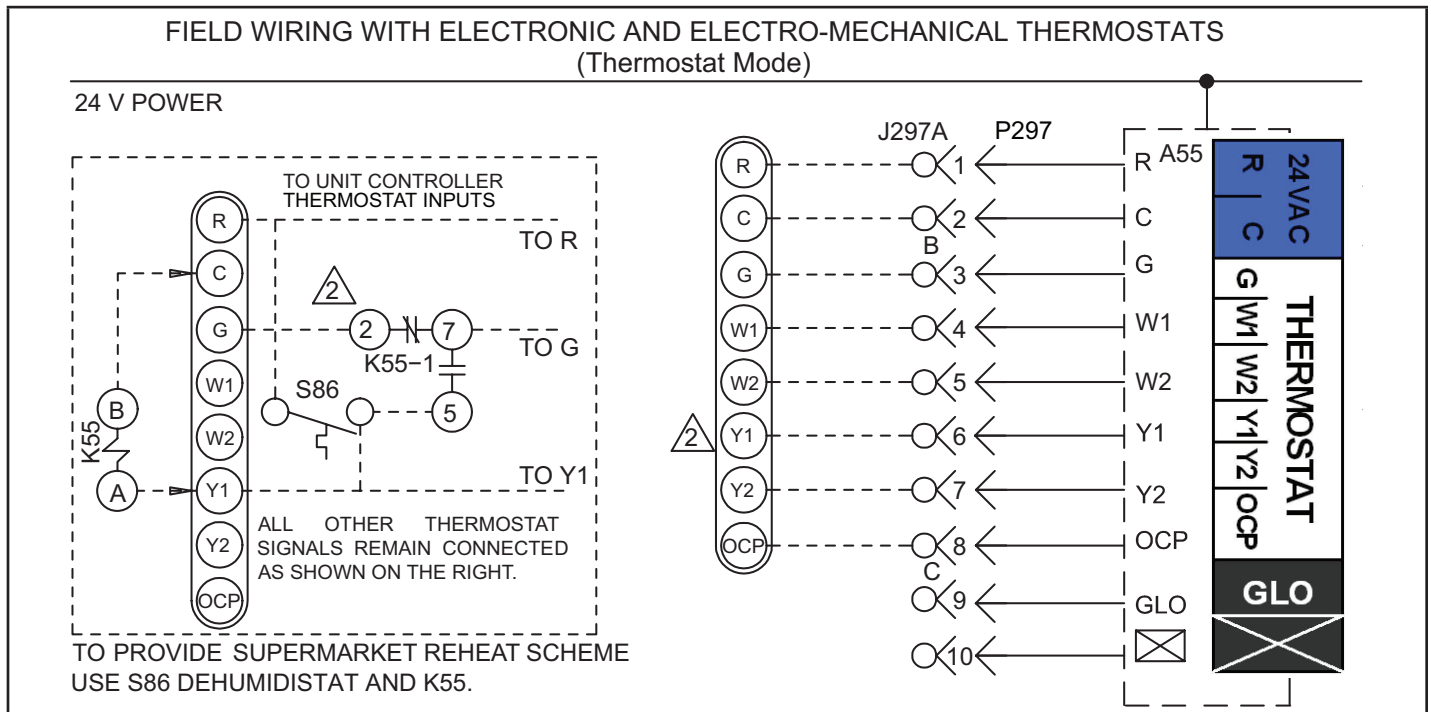 FIELD WIRING WITH ELECTRONIC AND ELECTRO-MECHANICAL THERMOSTATS
(Thermostat Mode)
24 V POWER
TO UNIT CONTROLLER
THERMOSTAT INPUTS
R
TO R
C
2
G
2
7
TO G
K55-1
W1
S86
B
5
K55
W2
A
Y1
TO Y1
ALL OTHER THERMOSTAT
SIGNALS REMAIN CONNECTED
AS SHOWN ON THE RIGHT.
Y2
OCP
TO PROVIDE SUPERMARKET REHEAT SCHEME
USE S86 DEHUMIDISTAT AND K55.
J297A
P297
R
1
R
A55
C
2
C
B
G
3
G
W1
4
W1
W2
5
W2
2
Y1
6
Y1
Y2
7
Y2
OCP
8
OCP
C
9
GLO
10
24VAC
R
C
THERMOSTAT
G
W1
W2
Y1
Y2
OCP
GLO